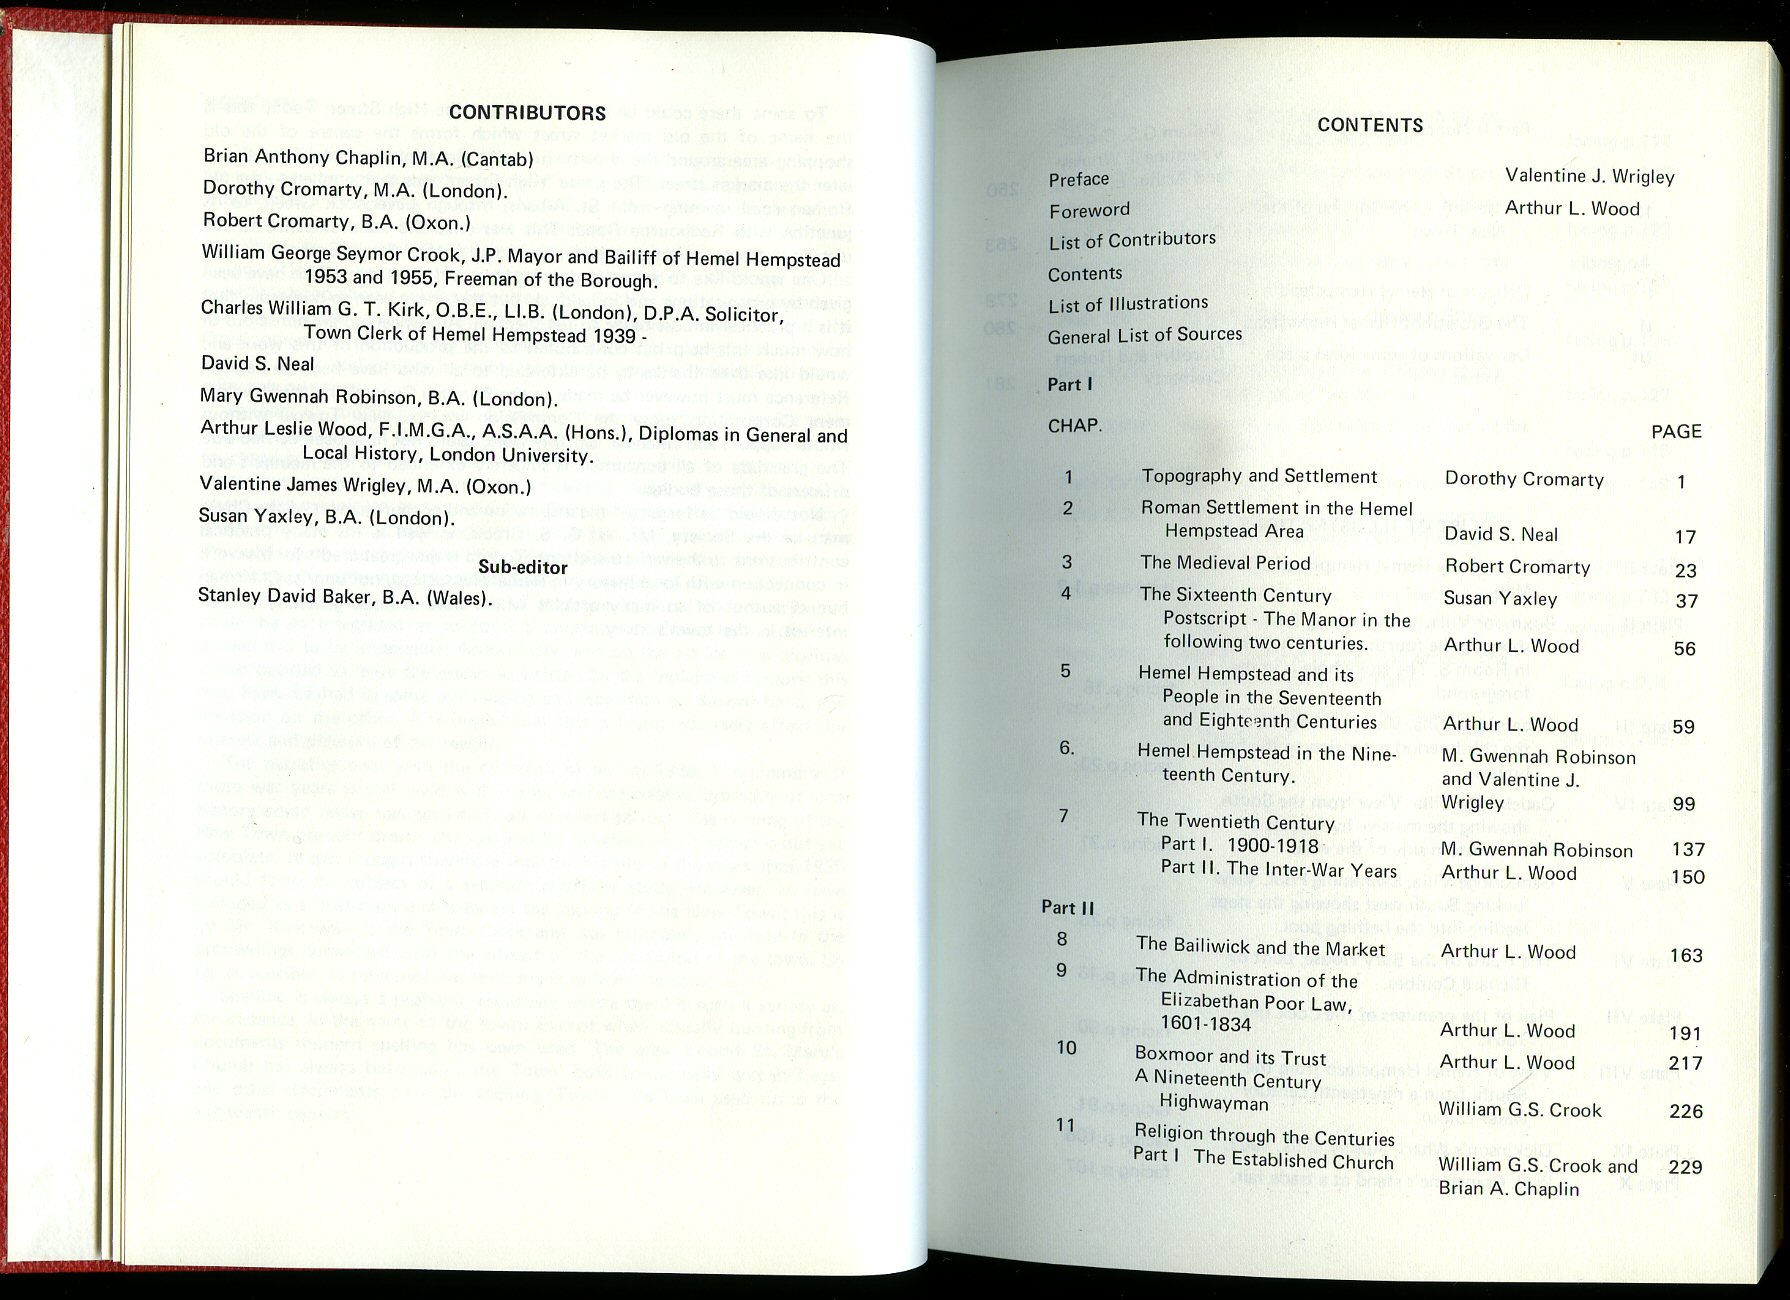 CONTRIBUTORS
Brian Anthony Chaplin, M.A. (Cantab)
Dorothy Cromarty, M.A. (London).
Robert Cromarty, B.A. (Oxon.)
William George Seymor Crook, J.P. Mayor and Bailiff of Hemel Hempstead
1953 and 1955, Freeman of the Borough.
Charles William G. T. Kirk, O.B.E., Ll.B. (London), D.P.A. Solicitor,
Town Clerk of Hemel Hempstead 1939 -
David S. Neal
Mary Gwennah Robinson, B.A. (London).
Arthur Leslie Wood, F.I.M.G.A., A.S.A.A. (Hons.), Diplomas in General and
Local History, London University.
Valentine James Wrigley, M.A. (Oxon.)
Susan Yaxley, B.A. (London).
Sub-editor
Stanley David Baker, B.A. (Wales).
CONTENTS
Preface Valentine J. Wrigley
Foreword Arthur L. Wood
List of Contributors
Contents
List of Illustrations
General List of Sources
Part I
CHAP. PAGE
1 Topography and Settlement Dorothy Cromarty 1
2 Roman Settlement in the Hemel
Hempstead Area David S. Neal 17
3 The Medieval Period Robert Cromarty 23
4 The Sixteenth Century Susan Yaxley 37
Postscript - The Manor in the
following two centuries. Arthur L. Wood 56
5 Hemel Hempstead and its
People in the Seventeenth
and Eighteenth Centuries Arthur L. Wood 59
6. Hemel Hempstead in the Nine- M. Gwennah Robinson
teenth Century. and Valentine J.
Wrigley 99
7 The Twentieth Century
Part I. 1900-1918 M. Gwennah Robinson 137
Part II. The Inter-War Years Arthur L. Wood 150
Part II
8 The Bailiwick and the Market Arthur L. Wood 163
9 The Administration of the
Elizabethan Poor Law,
1601-1834 Arthur L. Wood 191
10 Boxmoor and its Trust Arthur L. Wood 217
A Nineteenth Century
Highwayman William G.S. Crook 226
11 Religion through the Centuries
Part I The Established Church William G.S. Crook and 229
Brian A. Chaplin